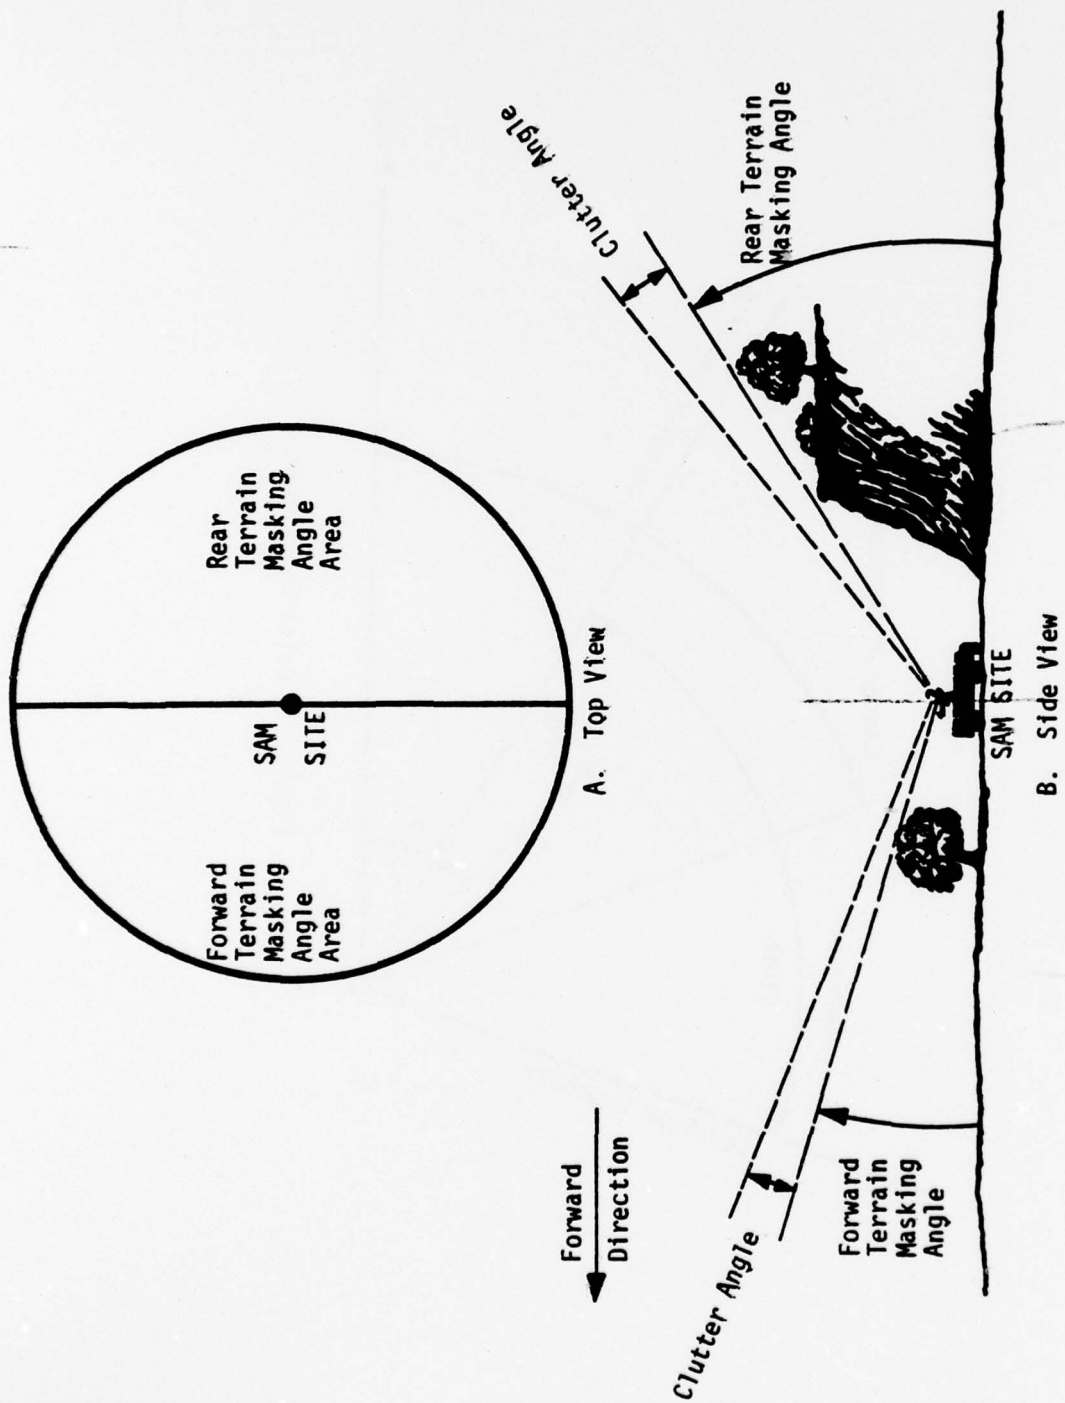 Forward
Terrain
Masking
Angle
Area
SAM
SITE
Rear
Terrain
Masking
Angle
Area
A. Top View
Forward
Direction
Clutter Angle
Clutter Angle
Forward
Terrain
Masking
Angle
Rear Terrain
Masking Angle
SAM SITE
B. Side View